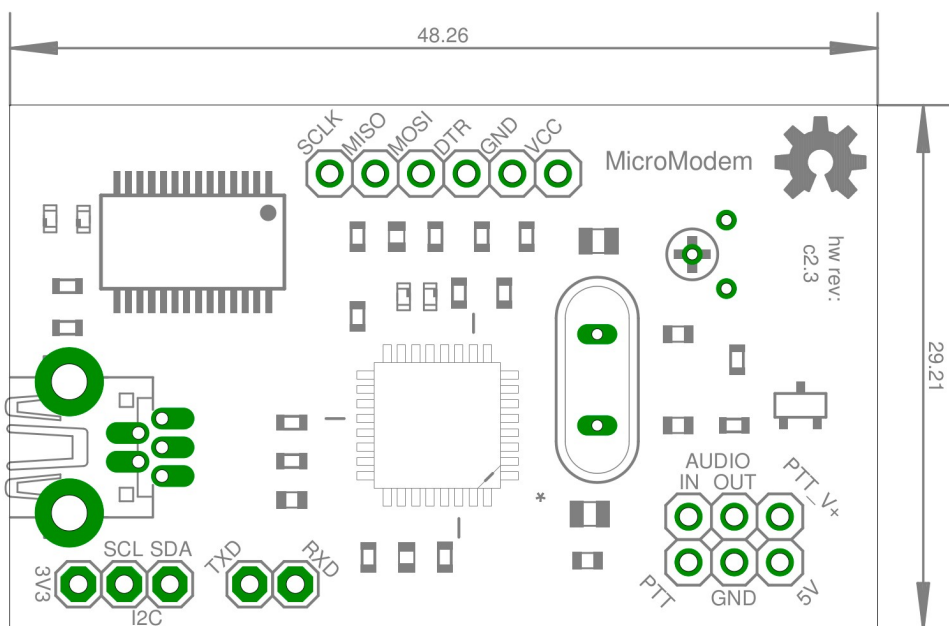 48.26
SCLK
MISO
MOSI
DTR
GND
VCC
MicroModem
hw rev:
c2.3
29.21
*
AUDIO
IN OUT
PTT_V+
SCL SDA
3V3
I2C
TXD
RXD
PTT
GND
5V